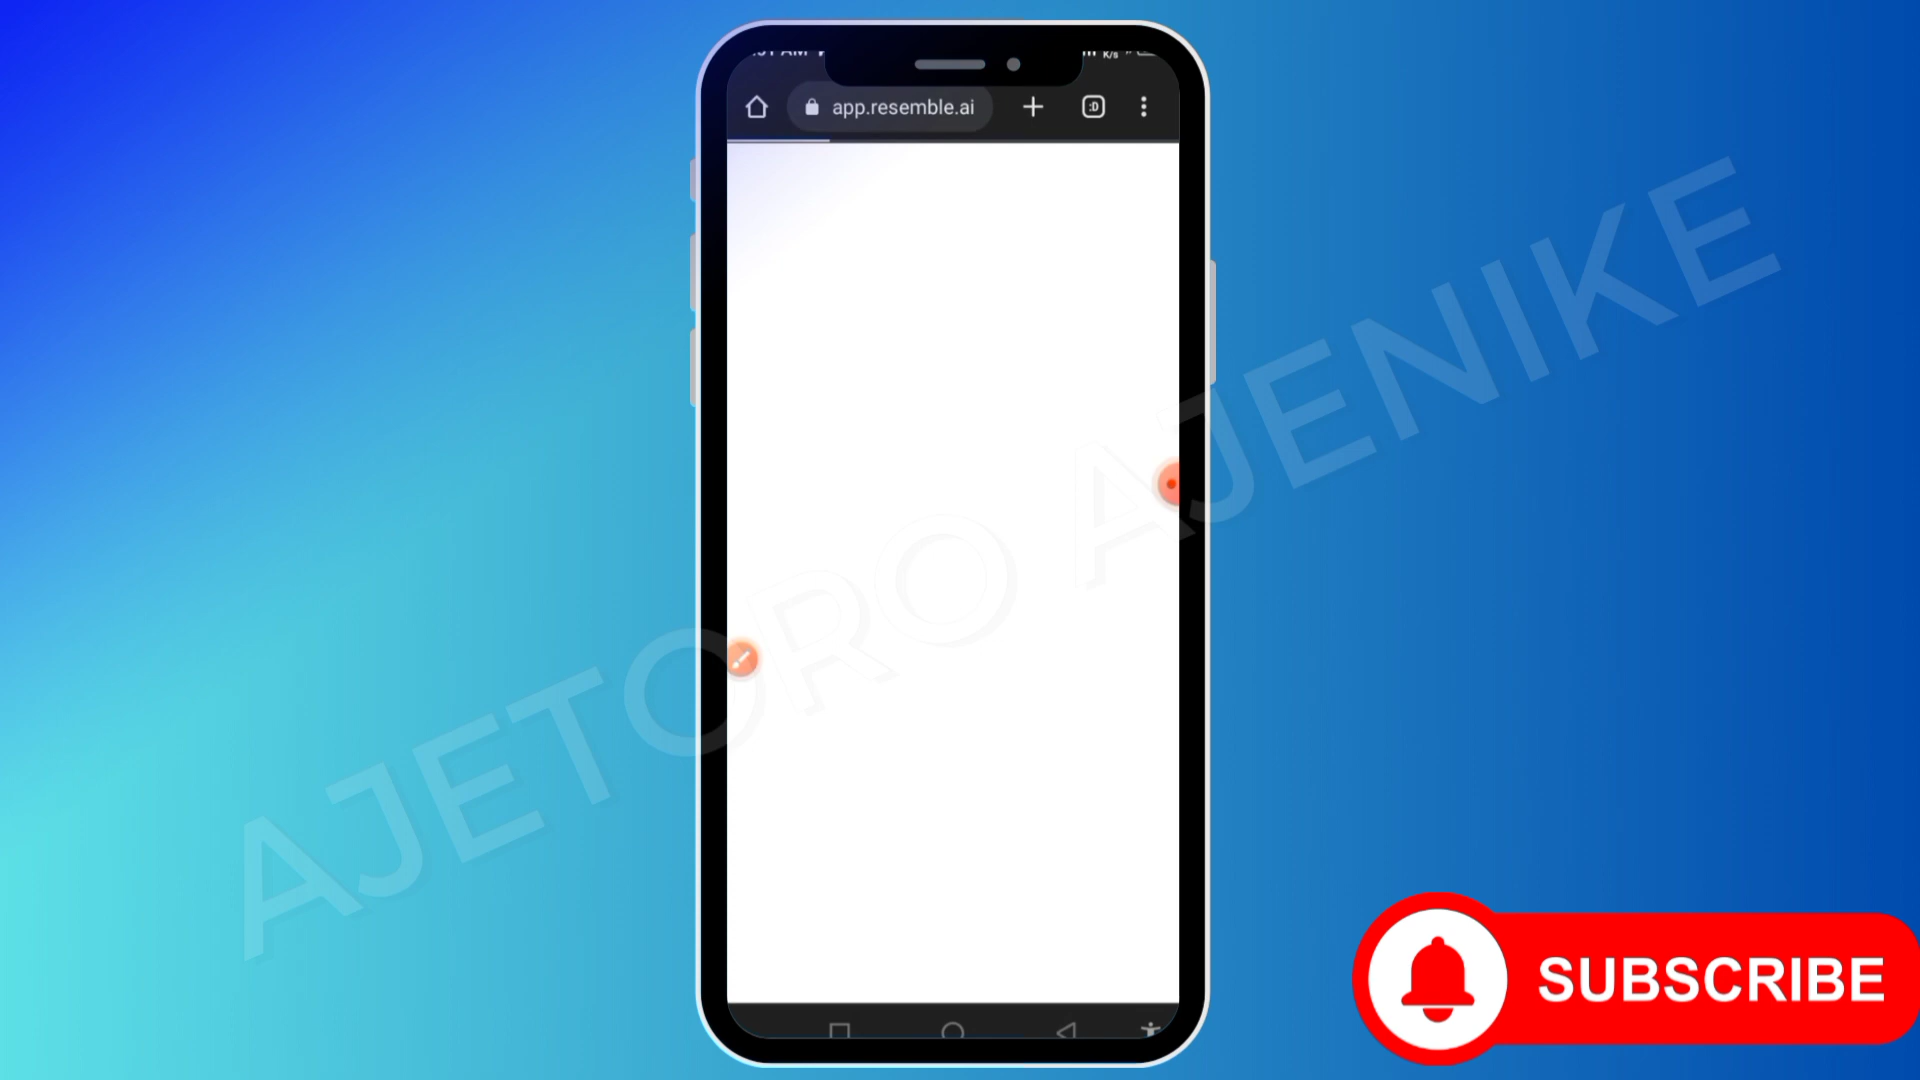 app.resemble.ai
:D
K/s
AJETORO AJENIKE
SUBSCRIBE